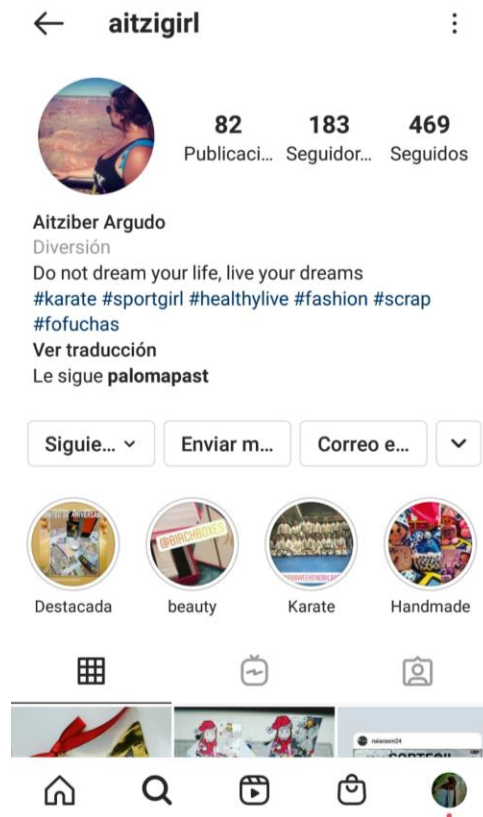 aitzigirl
82 183 469
Publicaci... Seguidor... Seguidos
Aitziber Argudo
Diversión
Do not dream your life, live your dreams
#karate #sportgirl #healthylive #fashion #scrap
#fofuchas
Ver traducción
Le sigue palomapast
Siguie... Enviar m... Correo e...
@BIRCHBOXES
Destacada beauty Karate Handmade